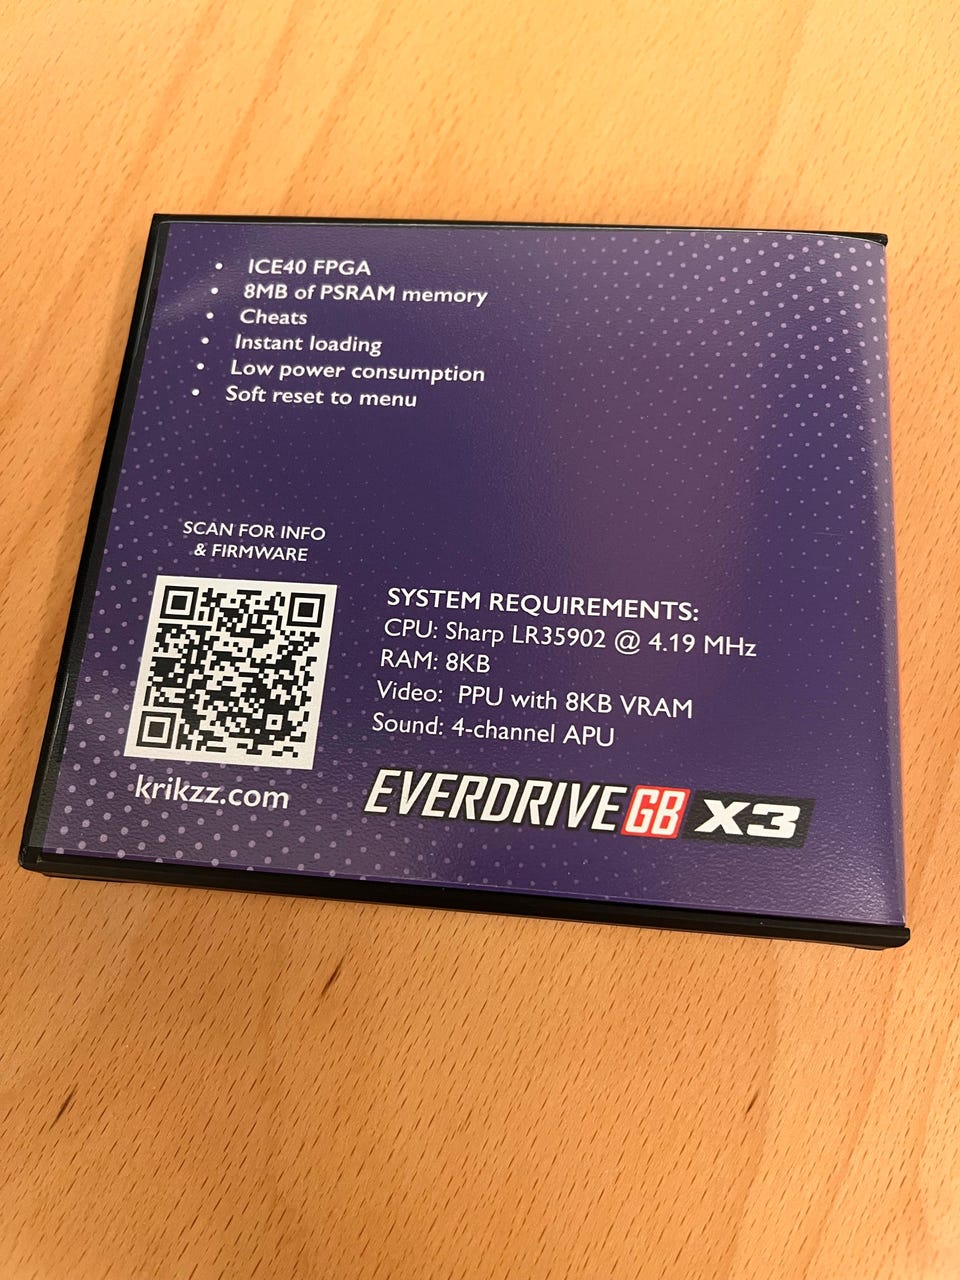 • ICE40 FPGA
• 8MB of PSRAM memory
• Cheats
• Instant loading
• Low power consumption
• Soft reset to menu
SCAN FOR INFO
& FIRMWARE
krikzz.com
SYSTEM REQUIREMENTS:
CPU: Sharp LR35902 @ 4.19 MHz
RAM: 8KB
Video: PPU with 8KB VRAM
Sound: 4-channel APU
EVERDRIVE GB X3